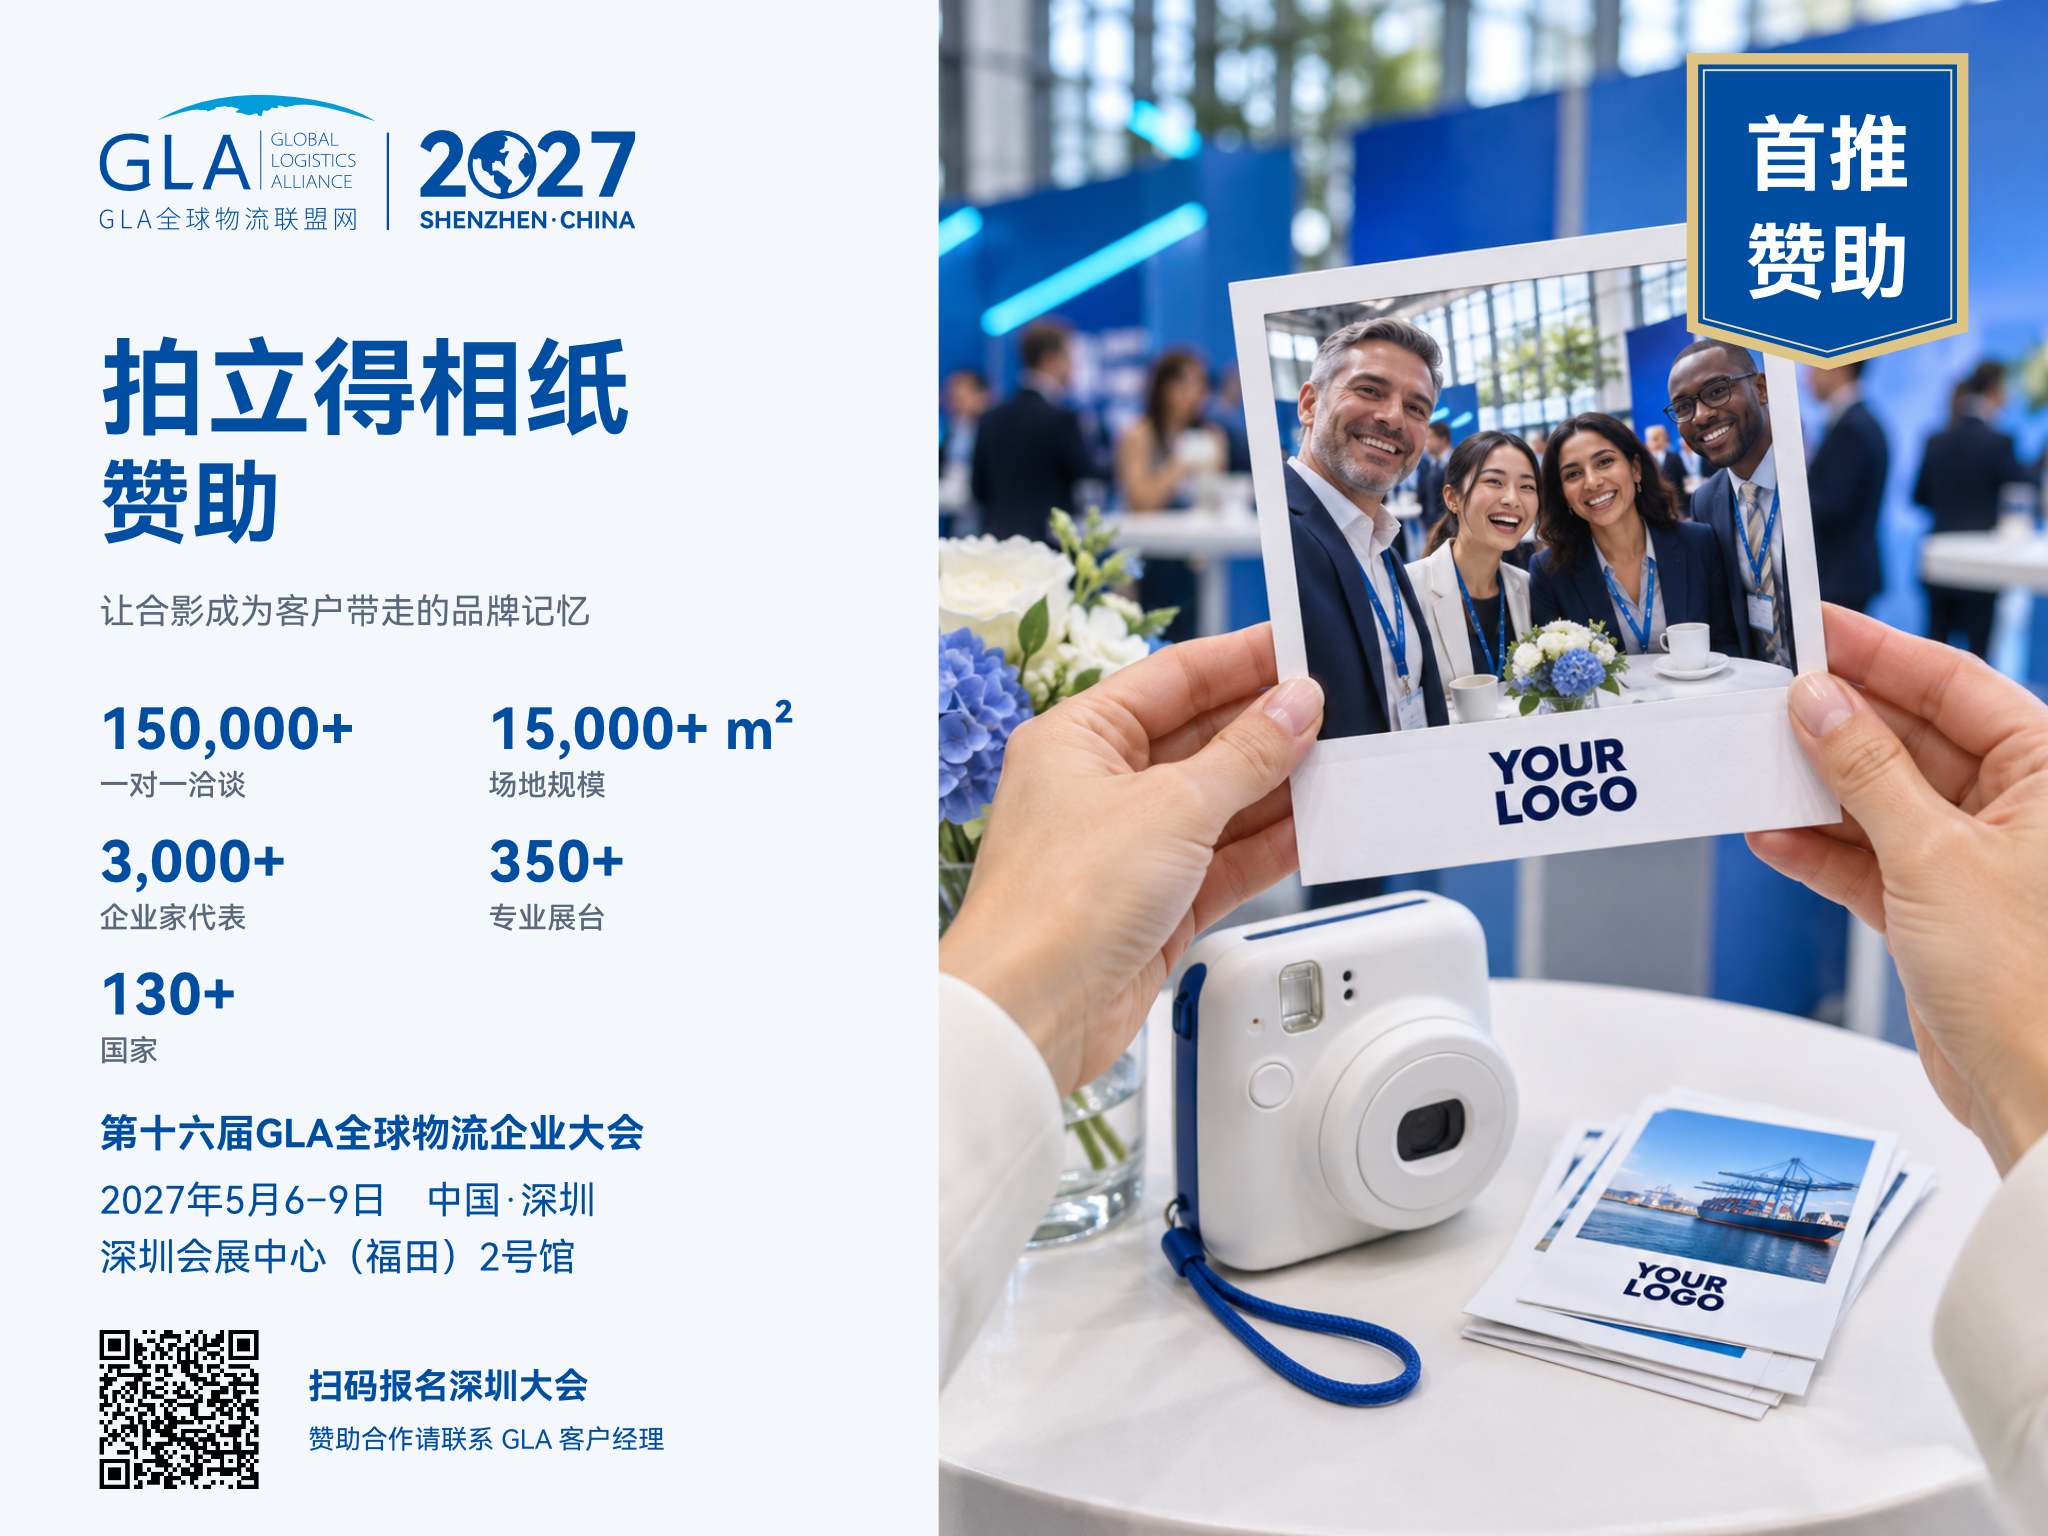 GLA
GLOBAL
LOGISTICS
ALLIANCE
GLA全球物流联盟网
2027
SHENZHEN·CHINA
拍立得相纸
赞助
让合影成为客户带走的品牌记忆
150,000+
一对一洽谈
15,000+ m²
场地规模
3,000+
企业家代表
350+
专业展台
130+
国家
第十六届GLA全球物流企业大会
2027年5月6–9日 中国·深圳
深圳会展中心（福田）2号馆
扫码报名深圳大会
赞助合作请联系 GLA 客户经理
首推
赞助
YOUR
LOGO
YOUR
LOGO